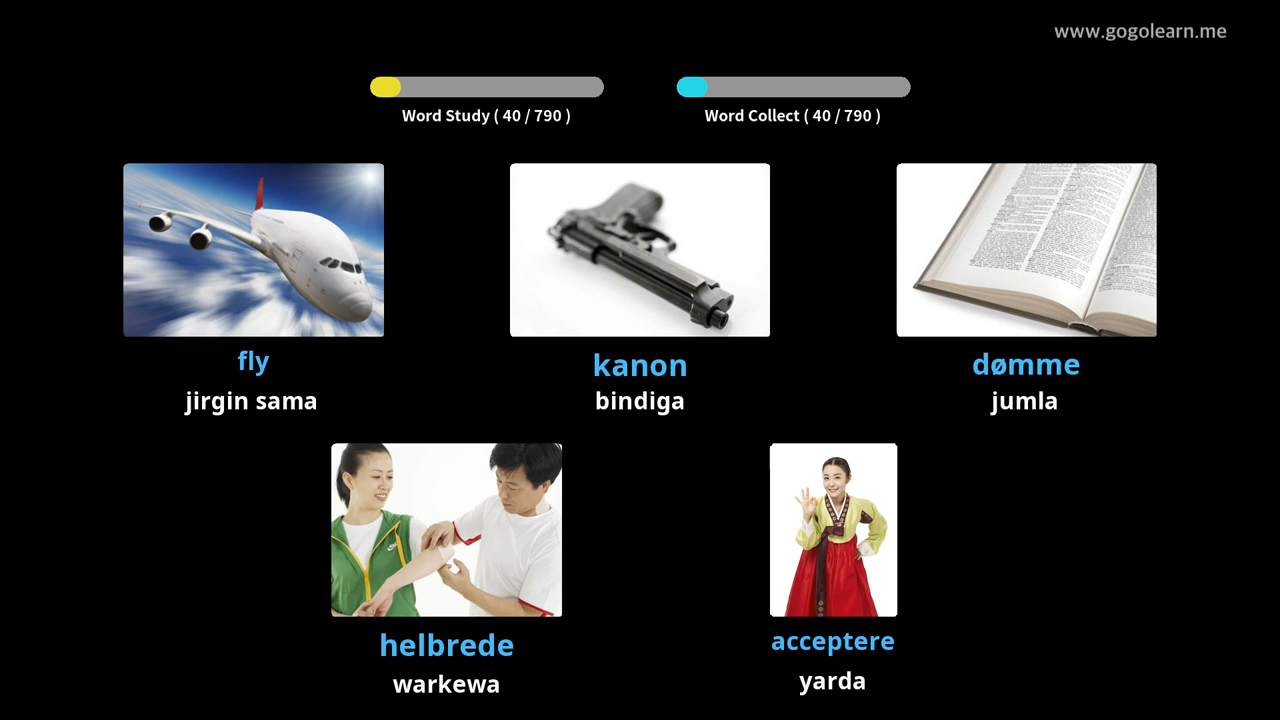 www.gogolearn.me
Word Study ( 40 / 790 )
Word Collect ( 40 / 790 )
fly
jirgin sama
kanon
bindiga
dømme
jumla
helbrede
warkewa
acceptere
yarda